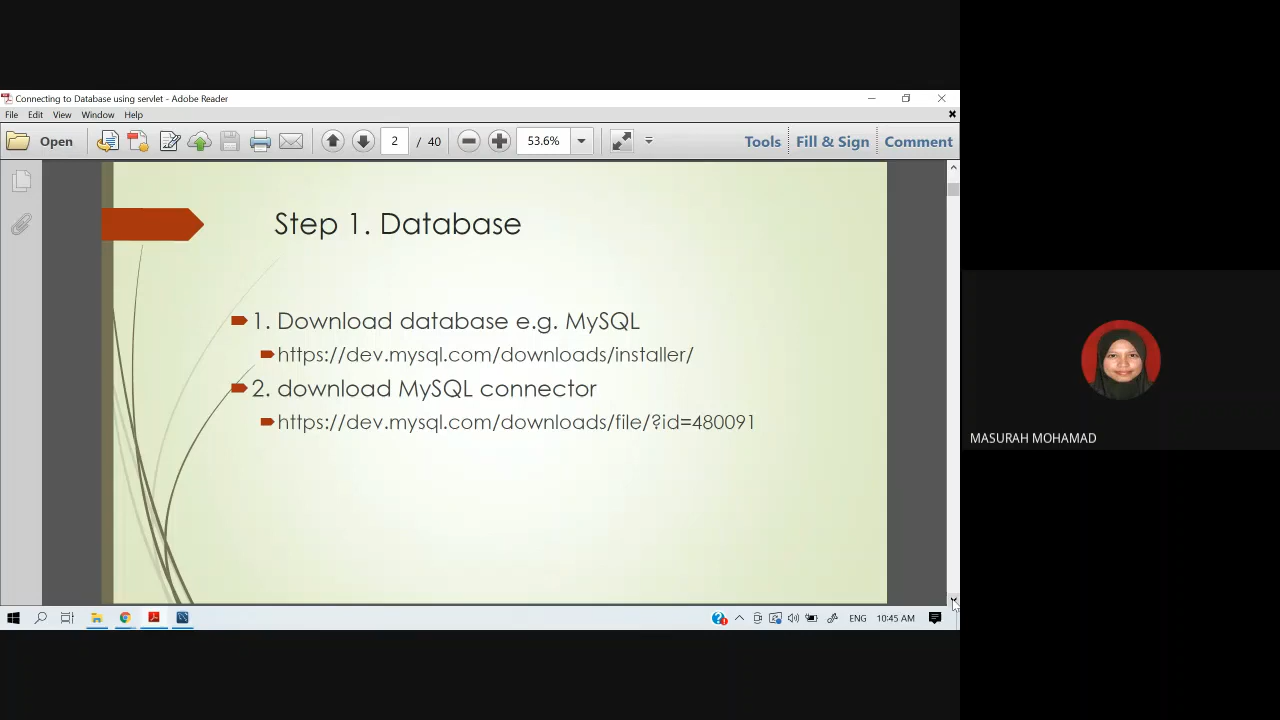 Connecting to Database using servlet - Adobe Reader
File Edit View Window Help
Open 2 / 40 53.6% Tools Fill & Sign Comment
Step 1. Database
1. Download database e.g. MySQL
https://dev.mysql.com/downloads/installer/
2. download MySQL connector
https://dev.mysql.com/downloads/file/?id=480091
MASURAH MOHAMAD
ENG 10:45 AM